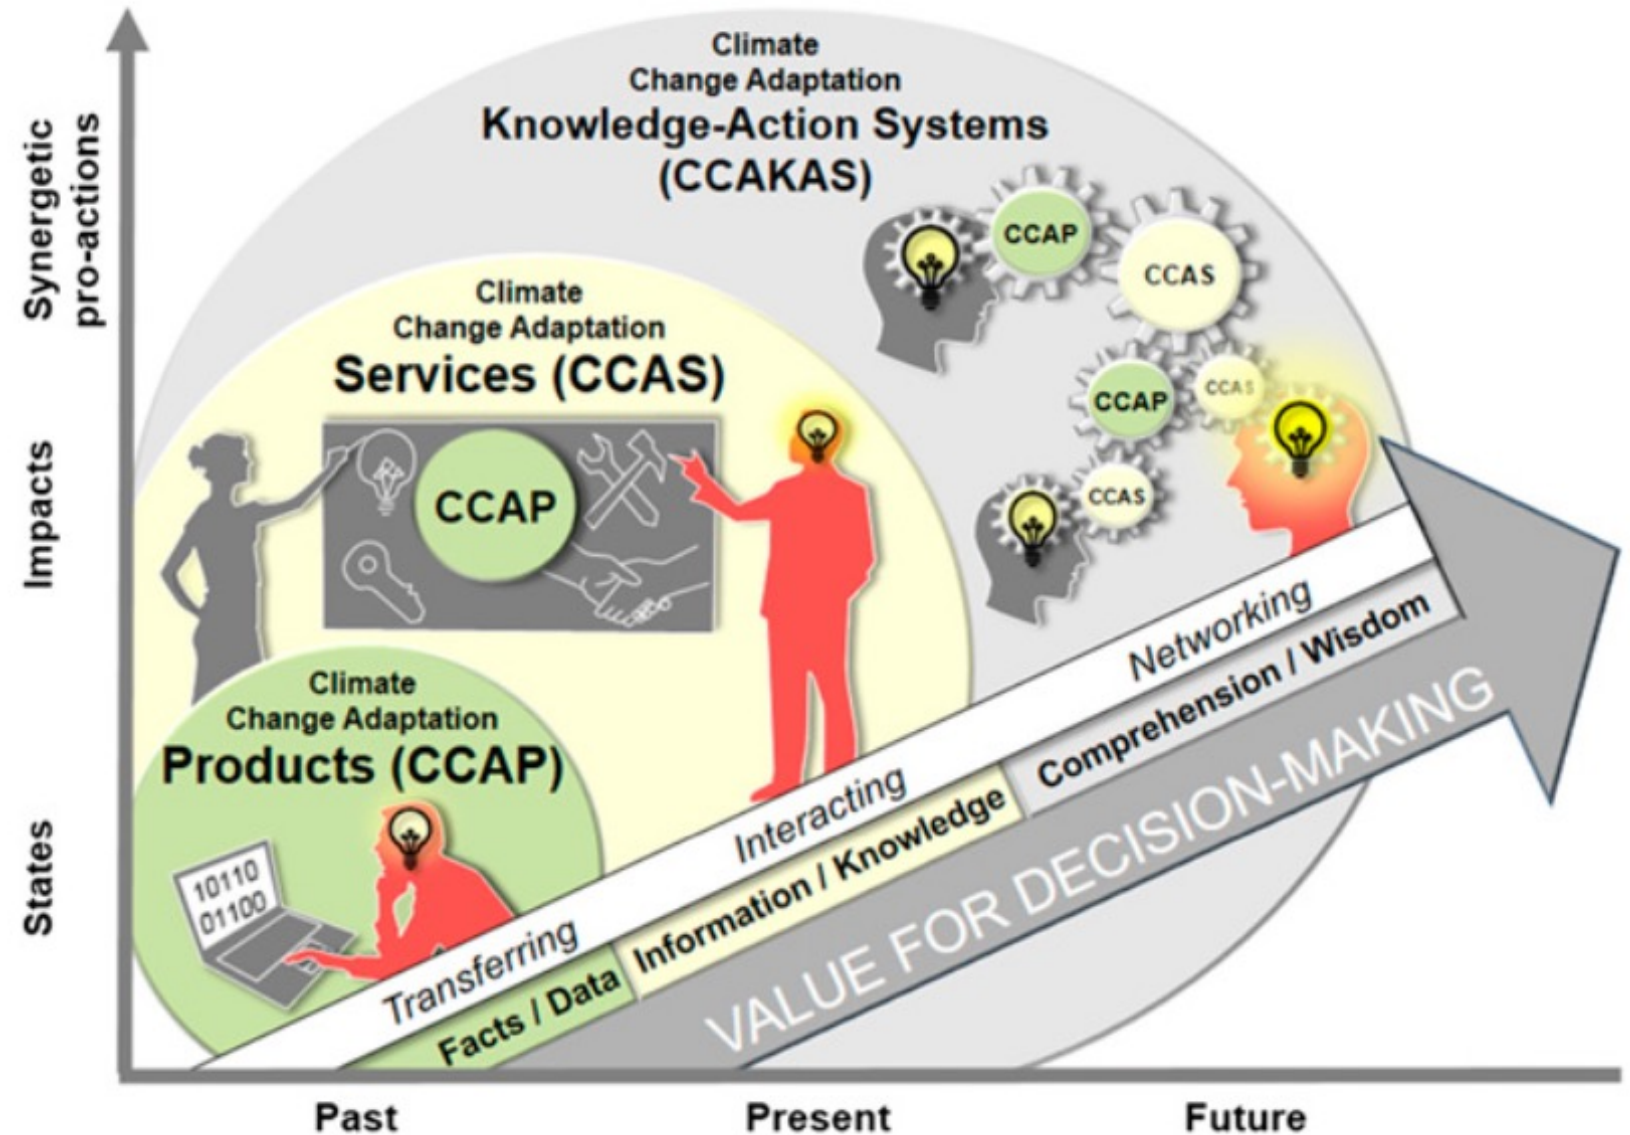 Climate
Change Adaptation
Knowledge-Action Systems
(CCAKAS)
CCAP
CCAS
CCAP
CCAS
CCAS
Climate
Change Adaptation
Services (CCAS)
CCAP
Climate
Change Adaptation
Products (CCAP)
10110
01100
Synergetic
pro-actions
Impacts
States
Transferring
Interacting
Networking
Facts / Data
Information / Knowledge
Comprehension / Wisdom
VALUE FOR DECISION-MAKING
Past
Present
Future